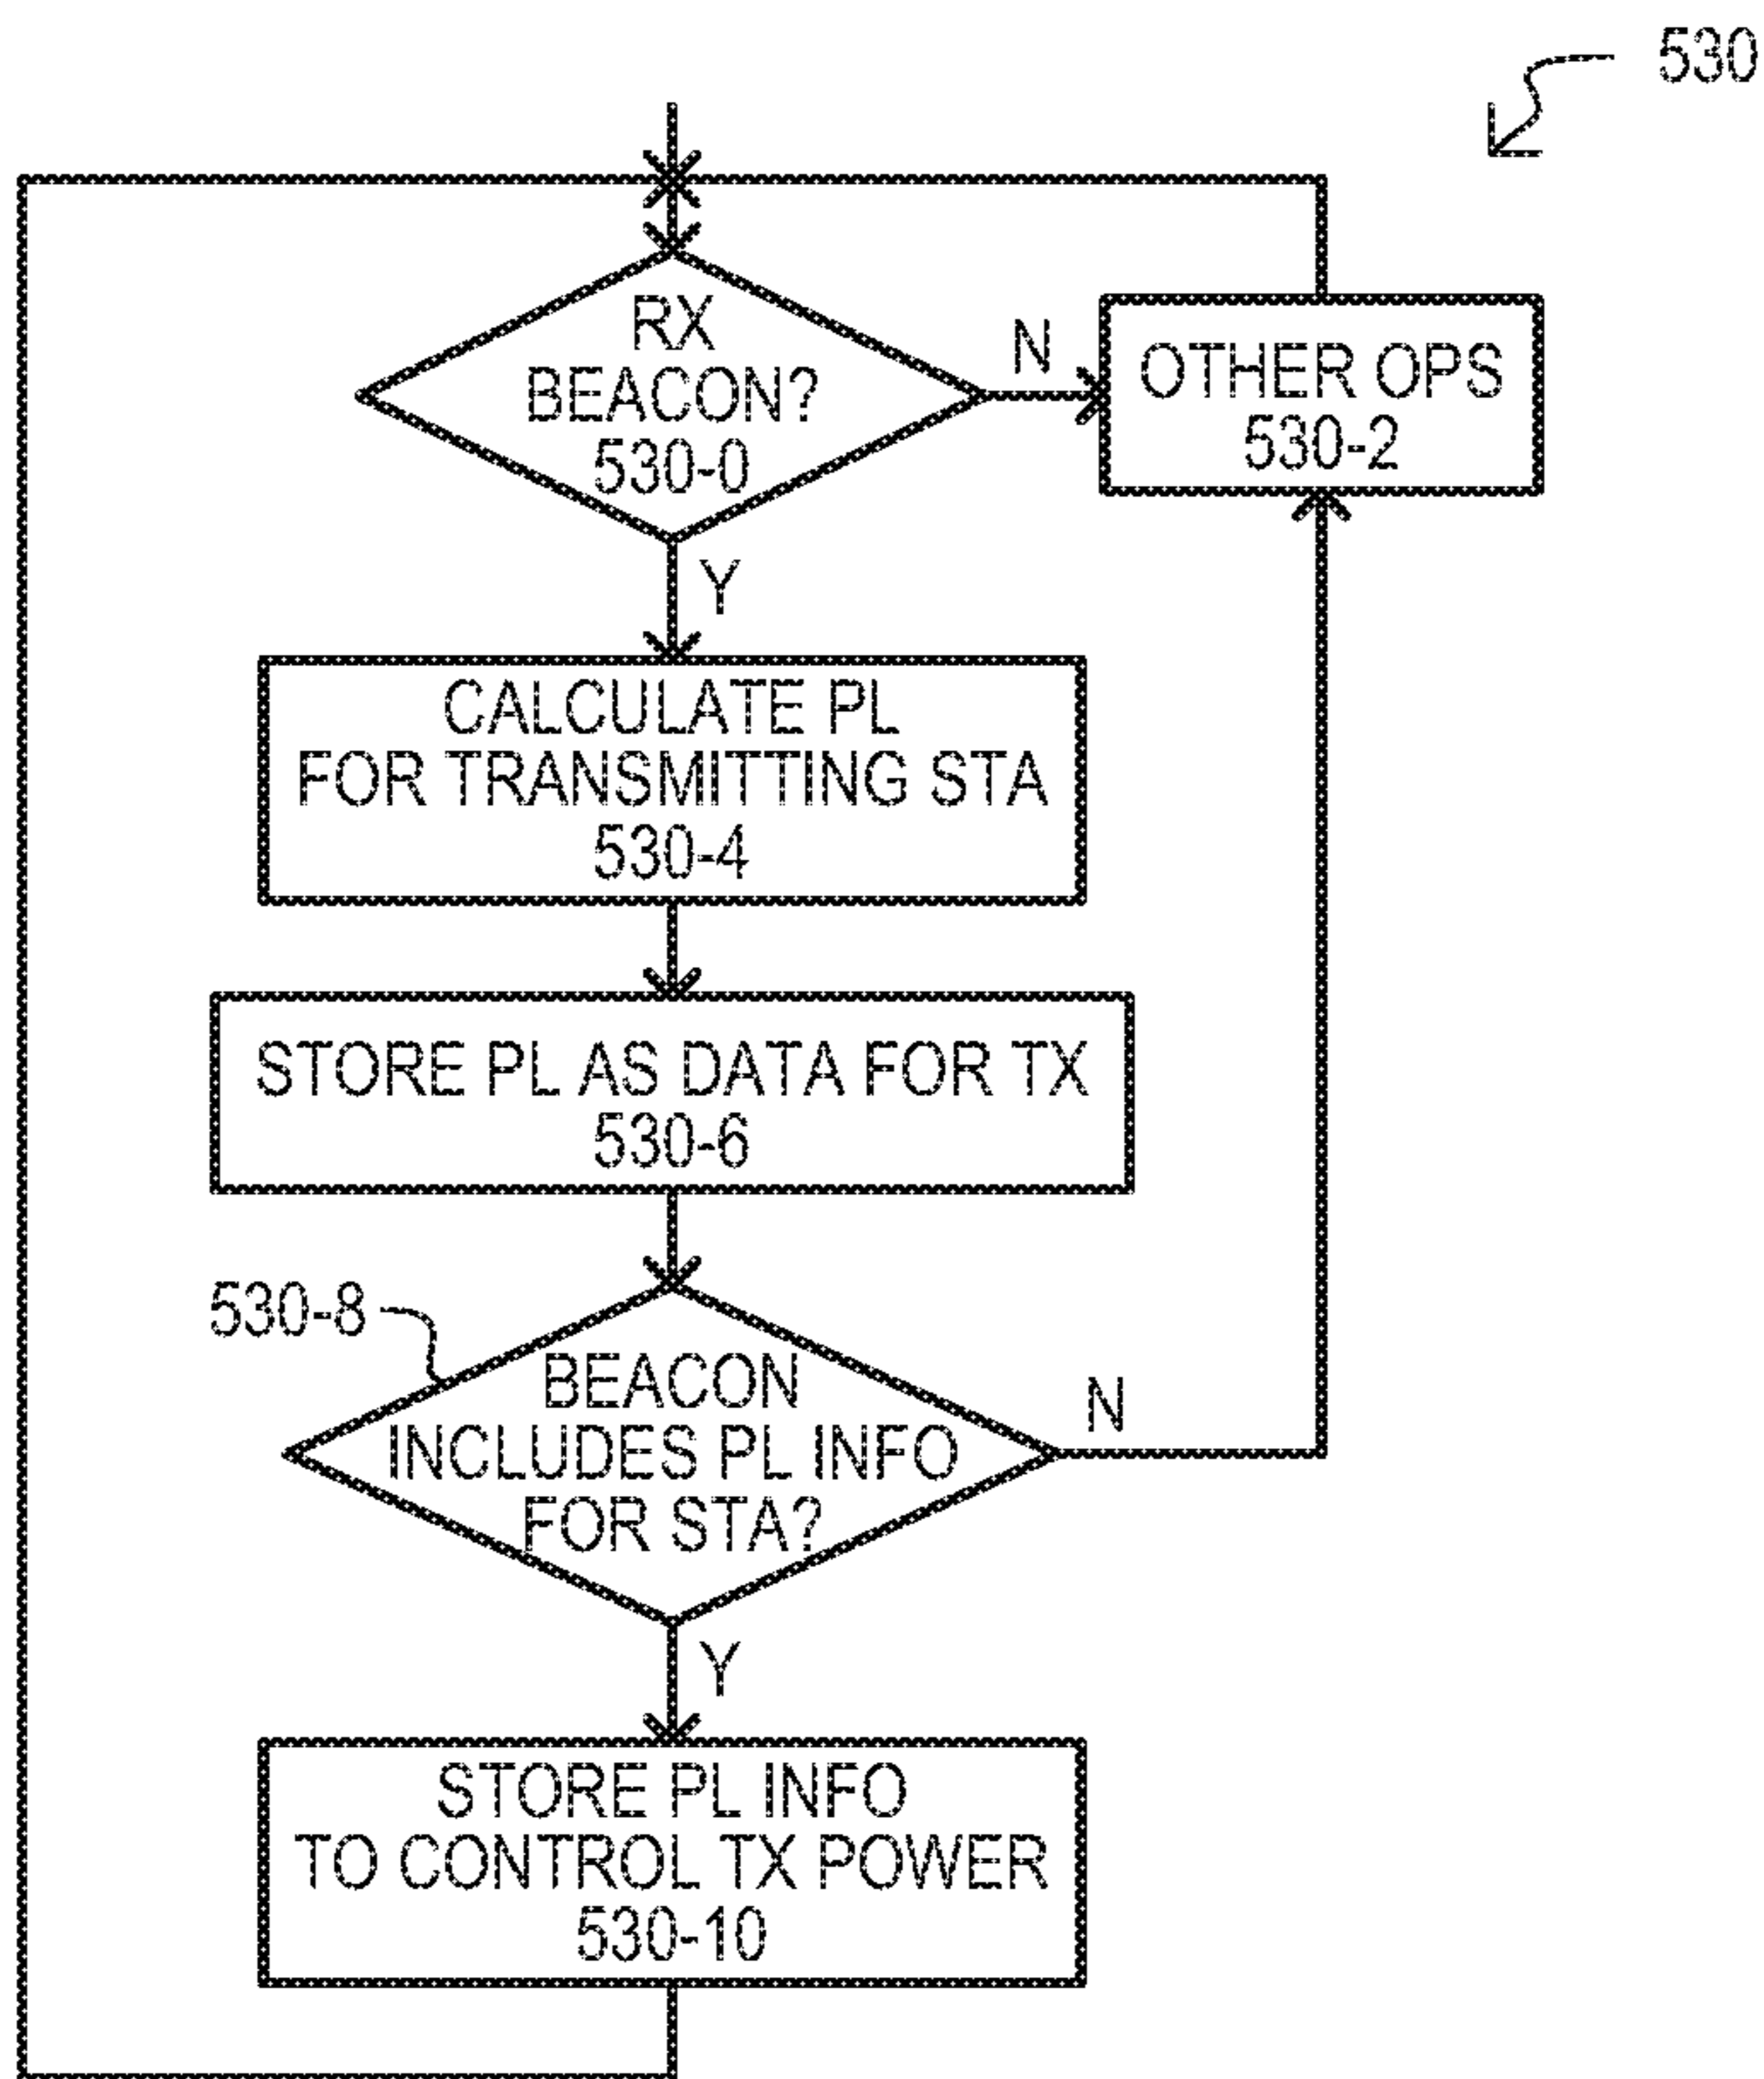 530
RX
BEACON?
530-0
N
OTHER OPS
530-2
Y
CALCULATE PL
FOR TRANSMITTING STA
530-4
STORE PL AS DATA FOR TX
530-6
530-8
BEACON
INCLUDES PL INFO
FOR STA?
N
Y
STORE PL INFO
TO CONTROL TX POWER
530-10